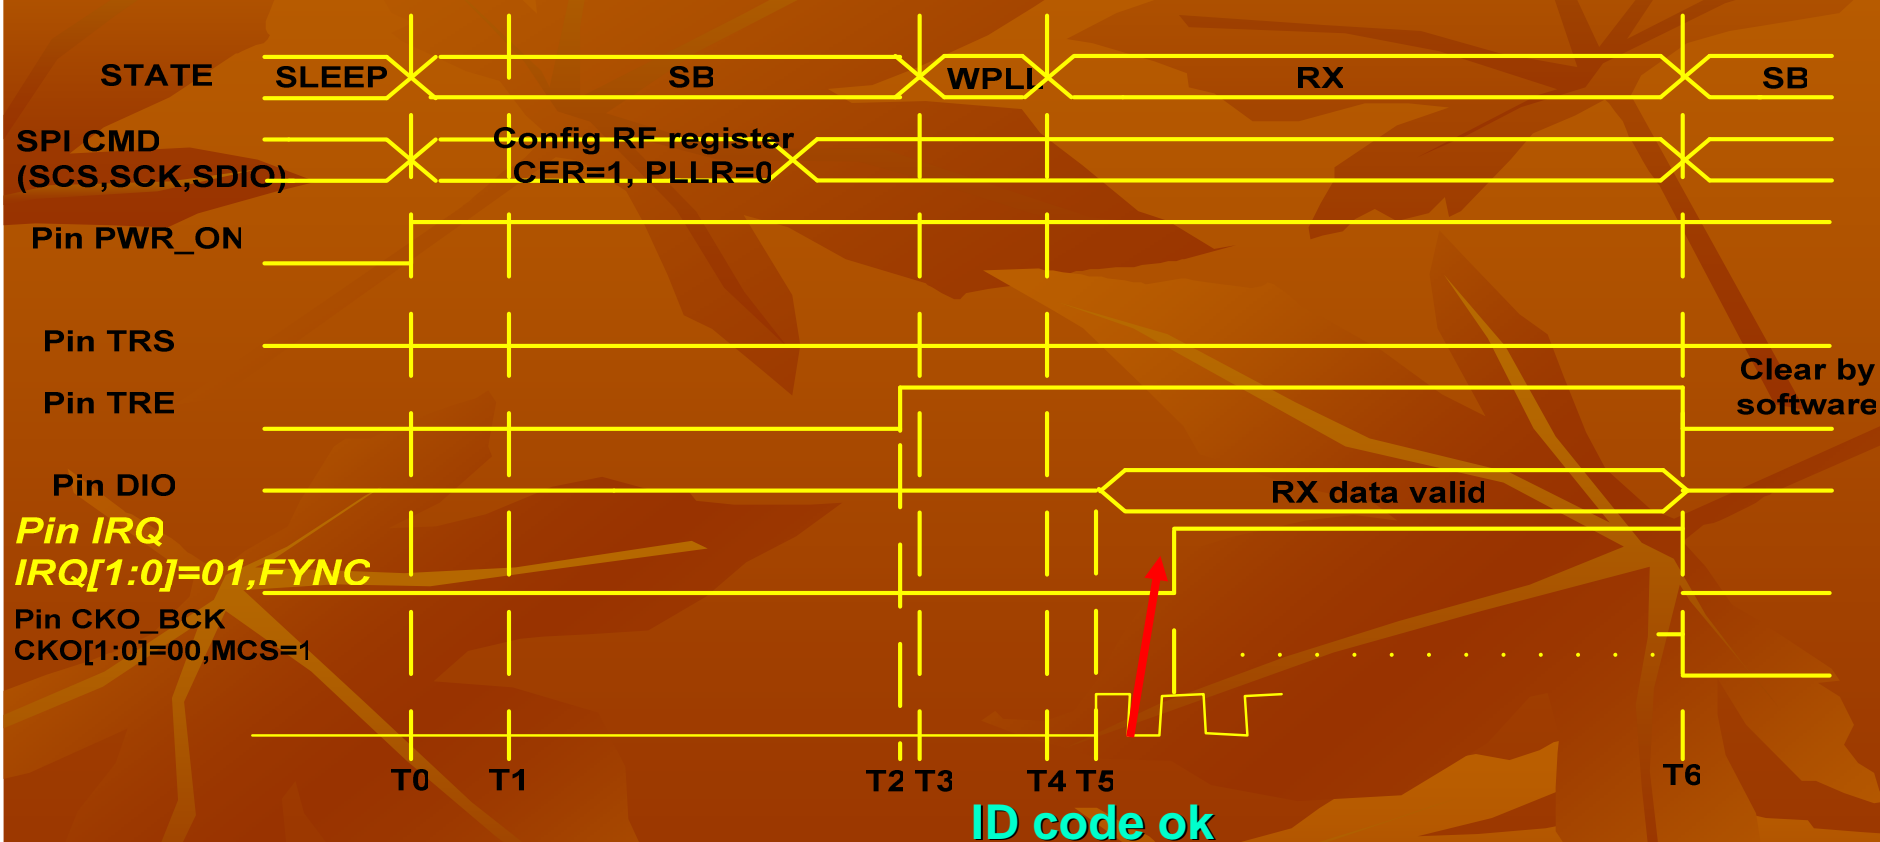 STATE SLEEP SB WPLL RX SB
SPI CMD
(SCS,SCK,SDIO)
Config RF register
CER=1, PLLR=0
Pin PWR_ON
Pin TRS
Pin TRE
Clear by
software
Pin DIO
RX data valid
Pin IRQ
IRQ[1:0]=01,FYNC
Pin CKO_BCK
CKO[1:0]=00,MCS=1
T0 T1 T2 T3 T4 T5 T6
ID code ok